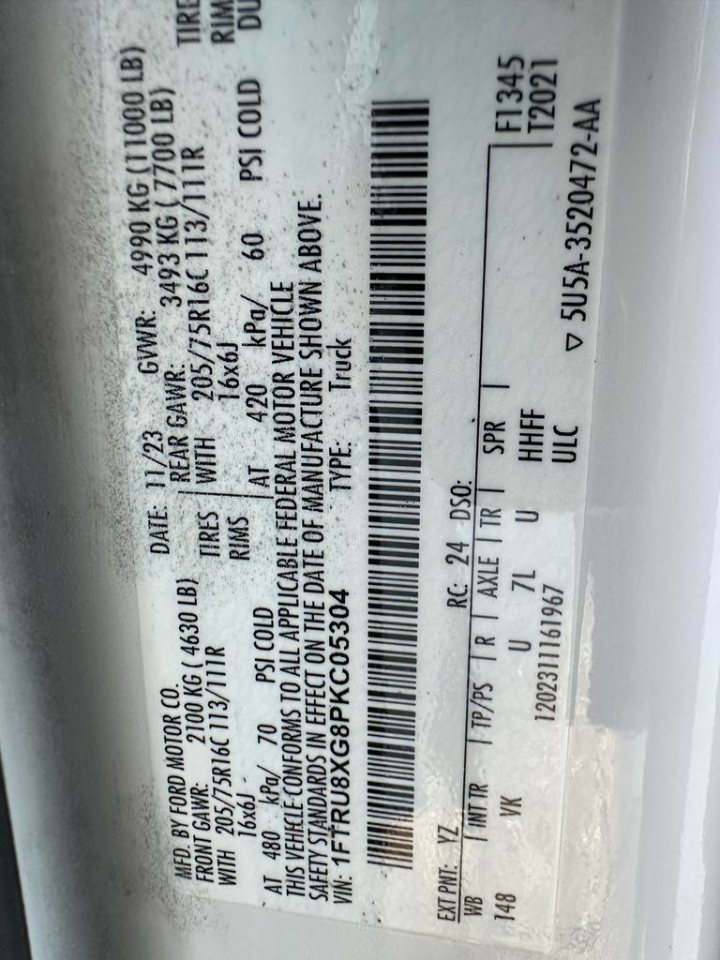 MFD. BY FORD MOTOR CO. DATE: 11/23 GVWR: 4990 KG (11000 LB)
FRONT GAWR: 2100 KG ( 4630 LB) REAR GAWR: 3493 KG ( 7700 LB) TIRE
WITH 205/75R16C 113/111R TIRES WITH 205/75R16C 113/111R RIM
16x6J RIMS 16x6J DU
AT 480 kPa/ 70 PSI COLD AT 420 kPa/ 60 PSI COLD
THIS VEHICLE CONFORMS TO ALL APPLICABLE FEDERAL MOTOR VEHICLE
SAFETY STANDARDS IN EFFECT ON THE DATE OF MANUFACTURE SHOWN ABOVE.
VIN: 1FTRU8XG8PKC05304 TYPE: Truck
EXT PNT: YZ RC: 24 DSO:
WB INT TR TP/PS R AXLE TR SPR F1345
148 VK U 7L U HHFF T2021
ULC
1202311161967 ▽ 5U5A-3520472-AA